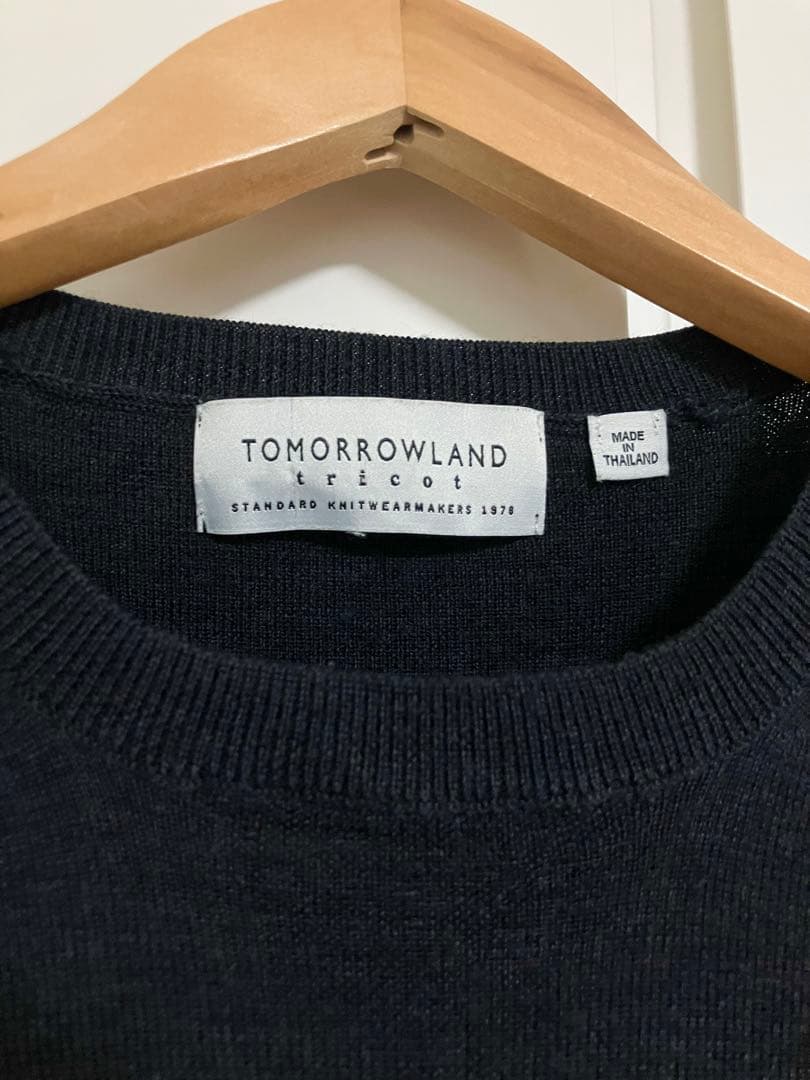 TOMORROWLAND
tricot
STANDARD KNITWEARMAKERS 1978
MADE
IN
THAILAND